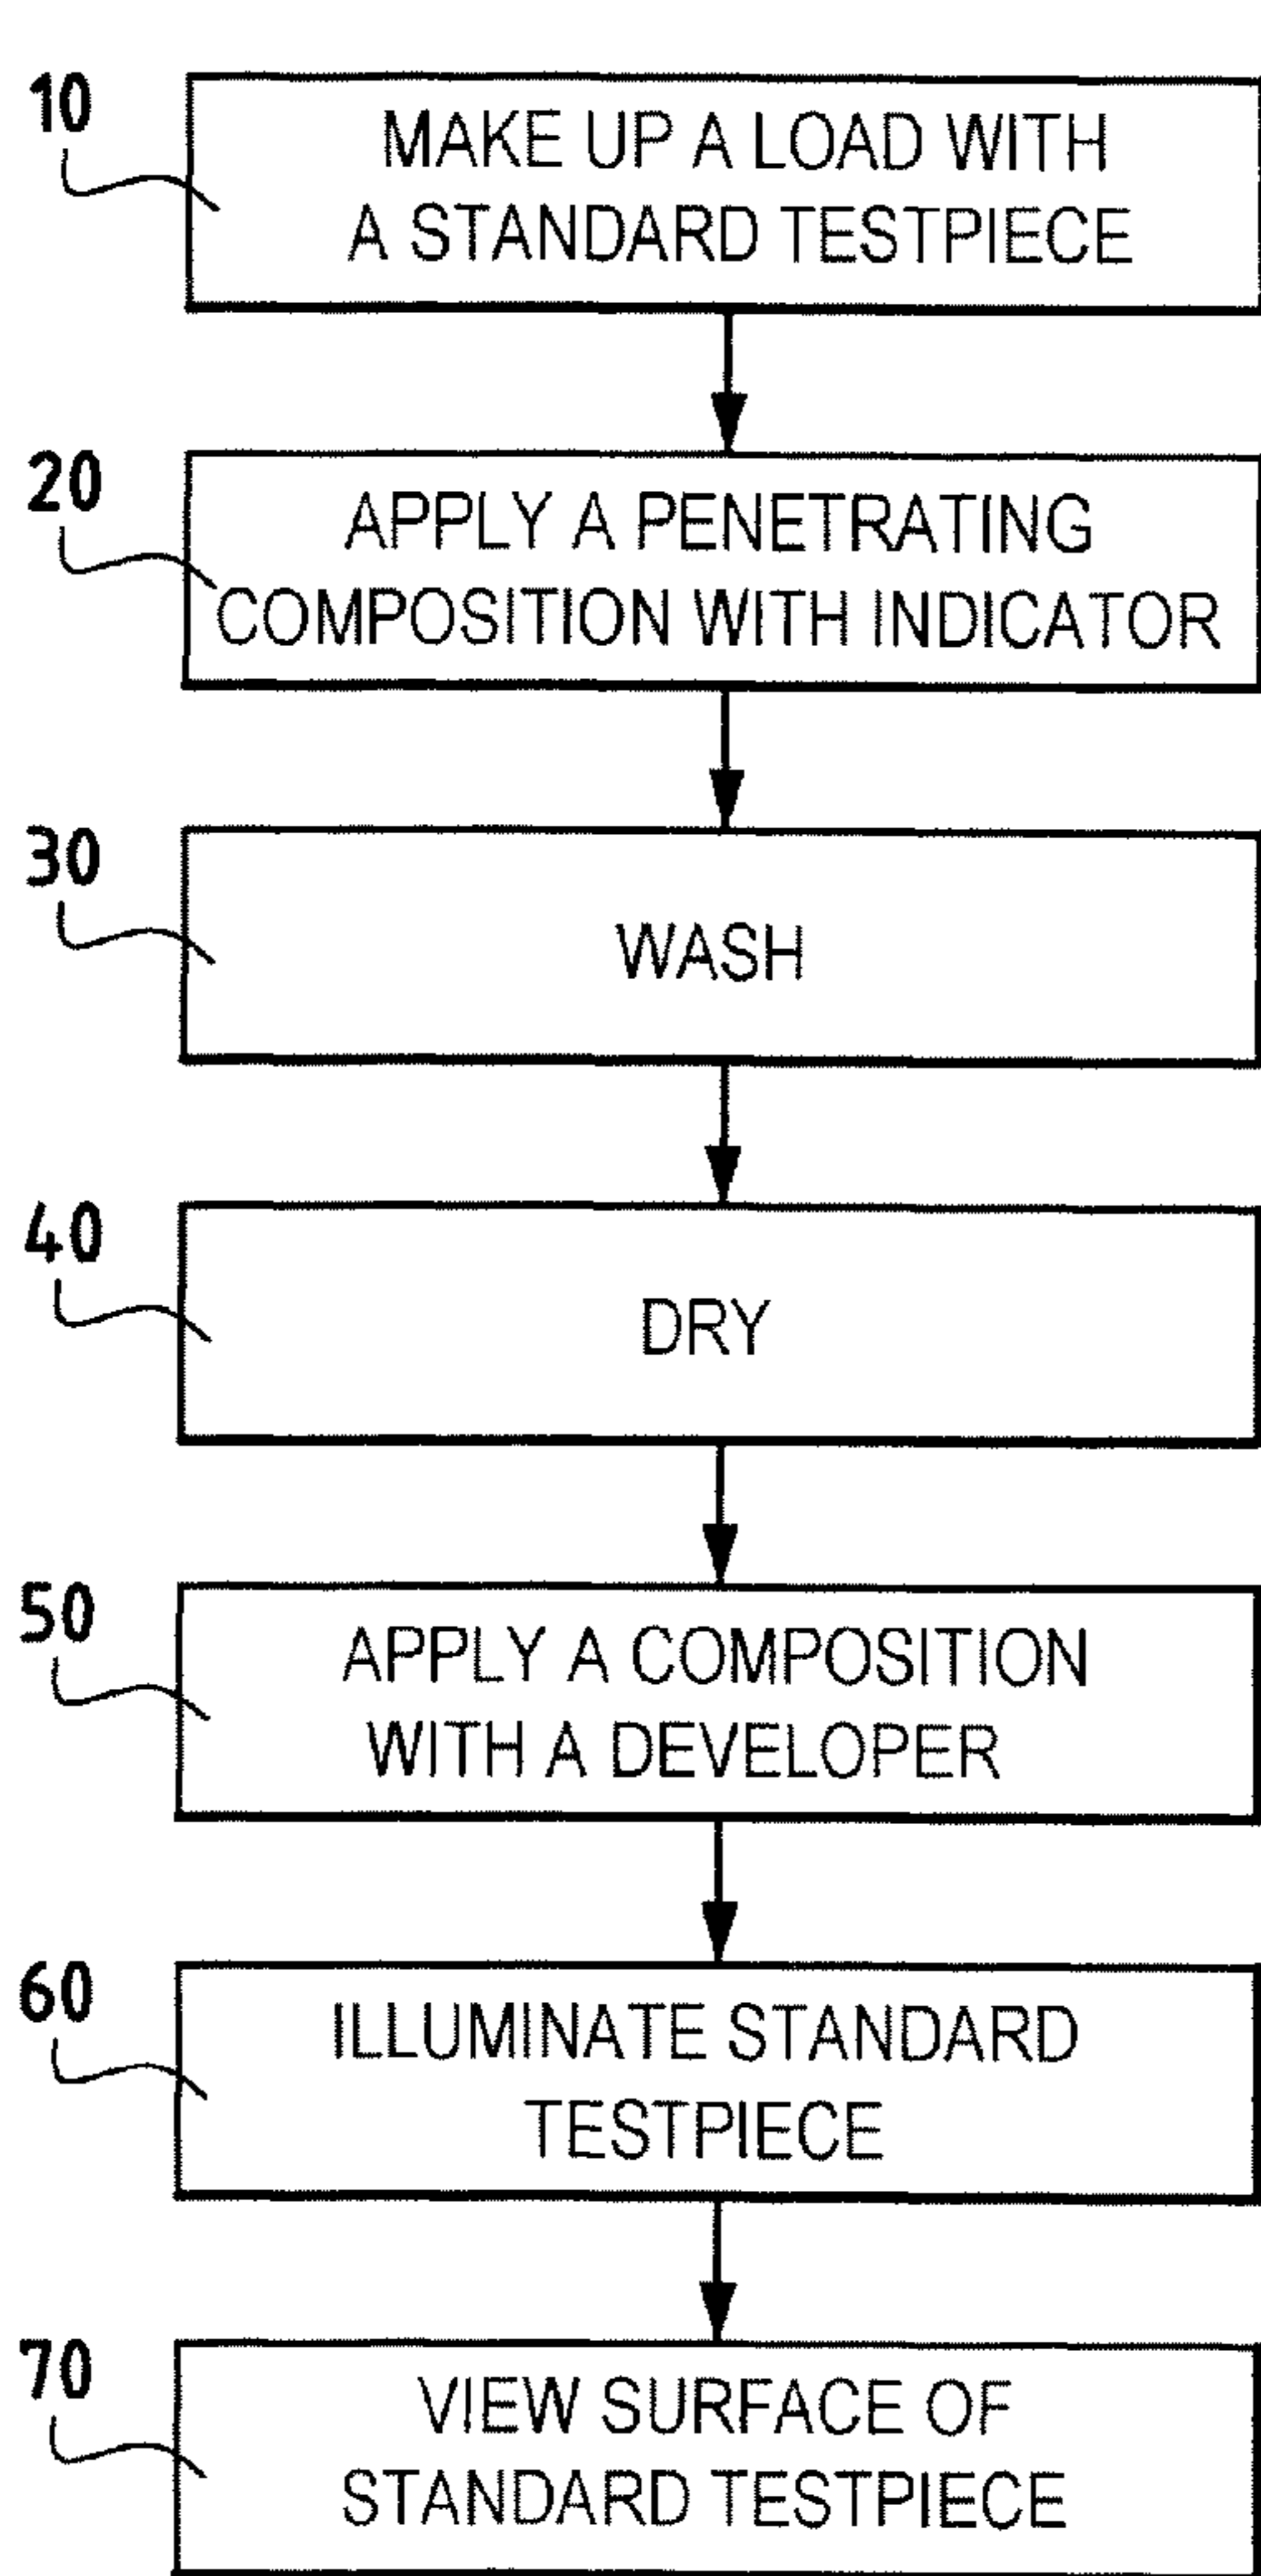 10
MAKE UP A LOAD WITH
A STANDARD TESTPIECE
20
APPLY A PENETRATING
COMPOSITION WITH INDICATOR
30
WASH
40
DRY
50
APPLY A COMPOSITION
WITH A DEVELOPER
60
ILLUMINATE STANDARD
TESTPIECE
70
VIEW SURFACE OF
STANDARD TESTPIECE